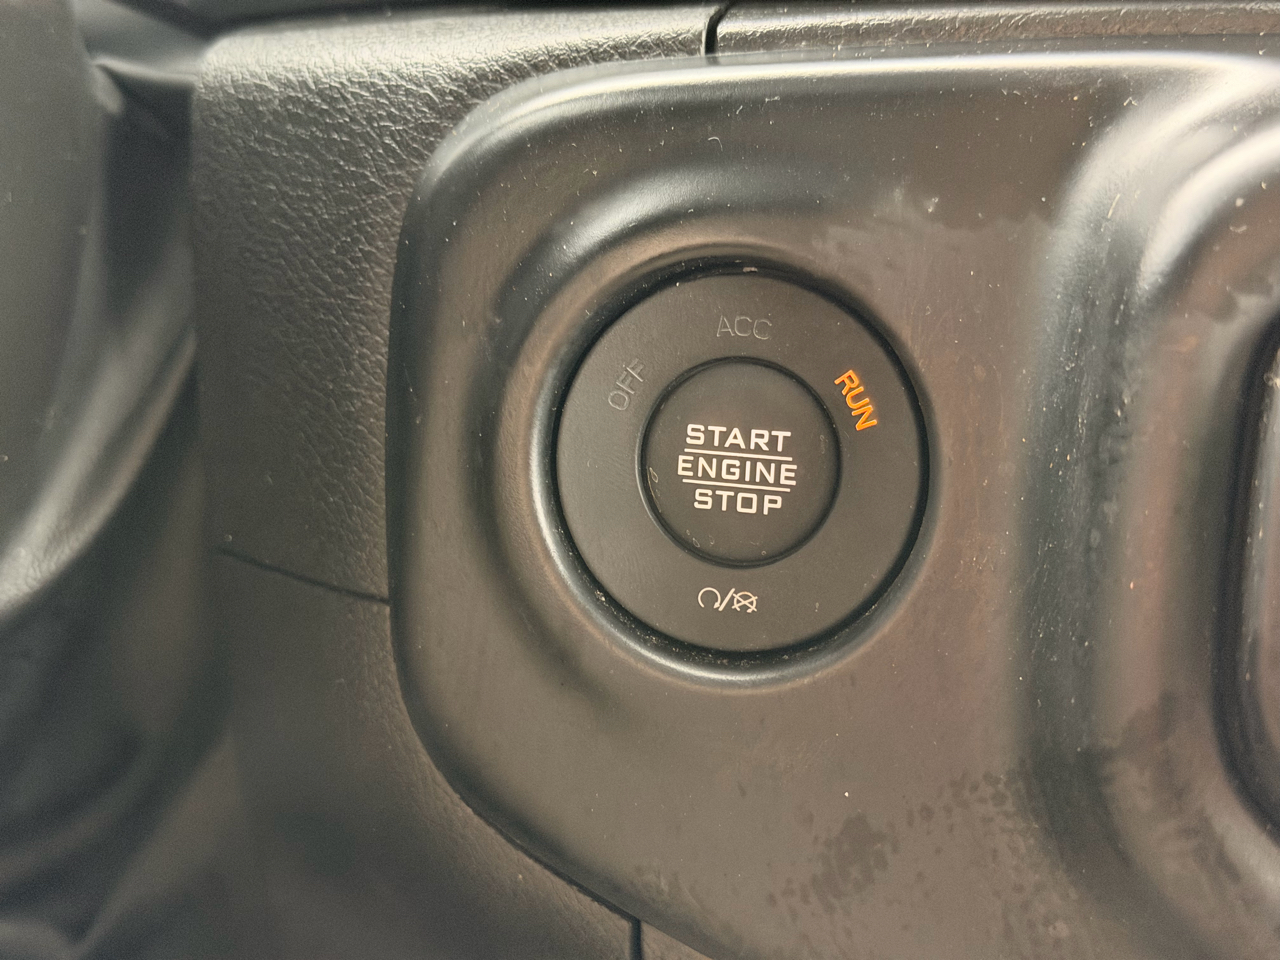 ACC
OFF
RUN
START
ENGINE
STOP